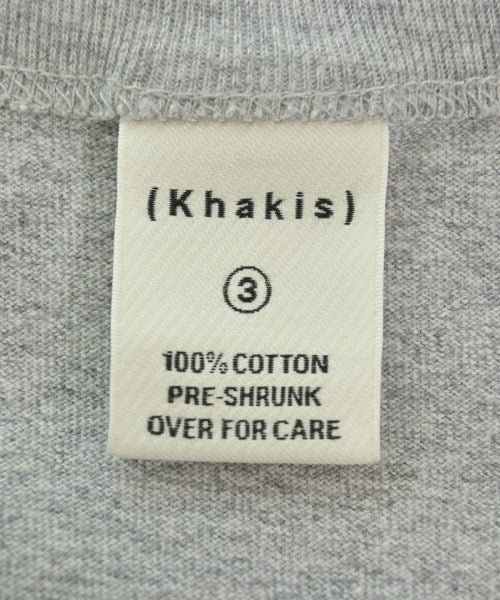 (Khakis)
③
100% COTTON
PRE-SHRUNK
OVER FOR CARE